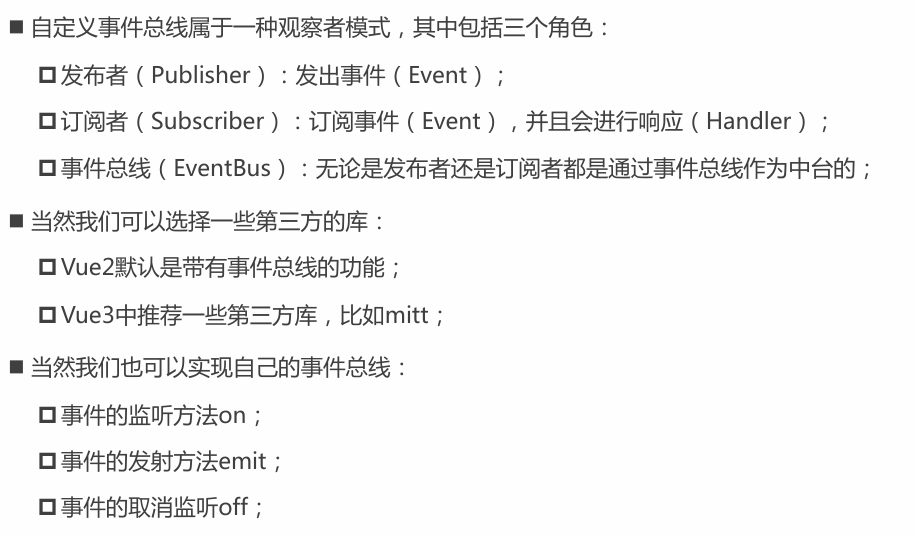 ■ 自定义事件总线属于一种观察者模式，其中包括三个角色：
发布者（Publisher）：发出事件（Event）；
订阅者（Subscriber）：订阅事件（Event），并且会进行响应（Handler）；
事件总线（EventBus）：无论是发布者还是订阅者都是通过事件总线作为中台的；
■ 当然我们可以选择一些第三方的库：
Vue2默认是带有事件总线的功能；
Vue3中推荐一些第三方库，比如mitt；
■ 当然我们也可以实现自己的事件总线：
事件的监听方法on；
事件的发射方法emit；
事件的取消监听off；